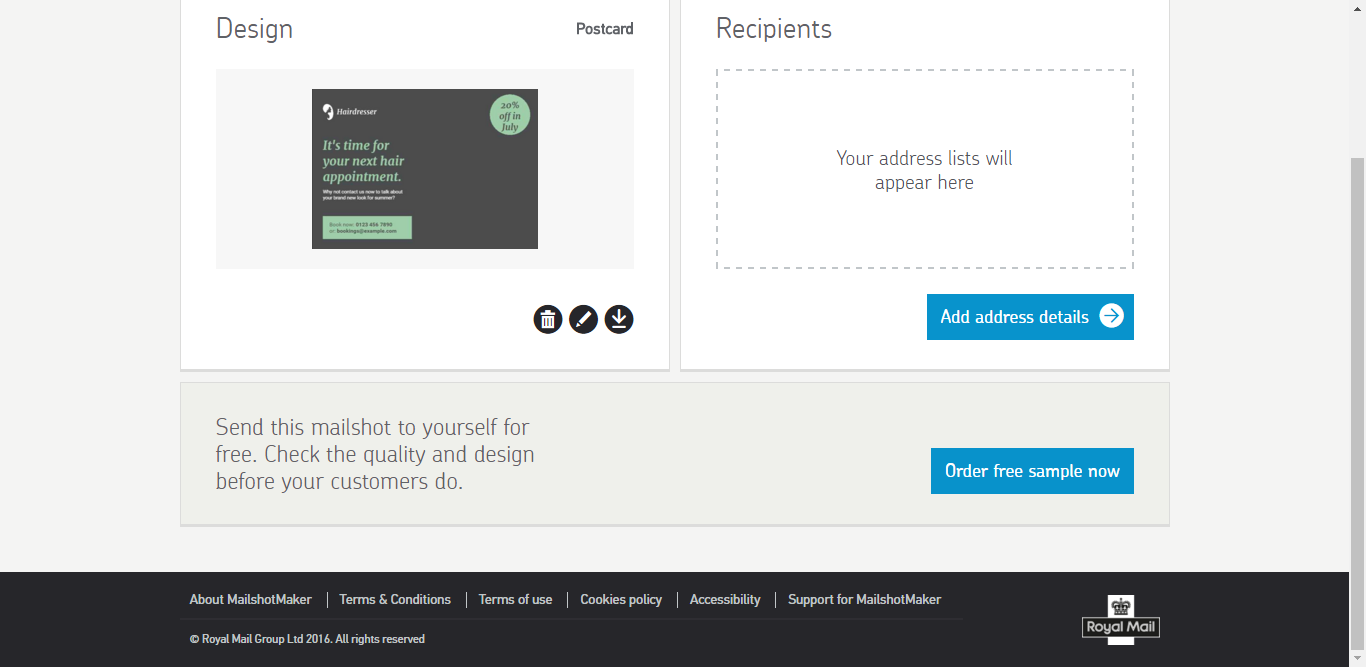 Design
Postcard
Hairdresser
20%
off in
July
It's time for
your next hair
appointment.
Why not contact us now to talk about
your brand new look for summer?
Book now: 0123 456 7890
or: bookings@example.com
Recipients
Your address lists will
appear here
Add address details
Send this mailshot to yourself for
free. Check the quality and design
before your customers do.
Order free sample now
About MailshotMaker
Terms & Conditions
Terms of use
Cookies policy
Accessibility
Support for MailshotMaker
© Royal Mail Group Ltd 2016. All rights reserved
Royal Mail